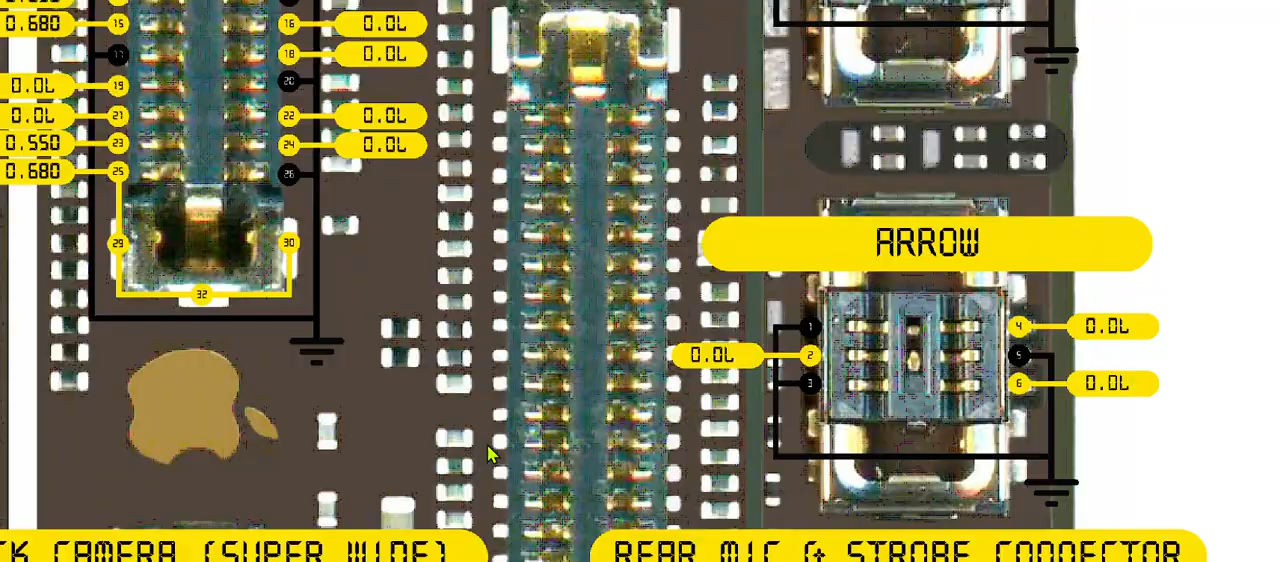 0.680 15 16 0.0L
17 18 0.0L
0.0L 19 20
0.0L 21 22 0.0L
0.550 23 24 0.0L
0.680 25 26
ARROW
29 30
32
1 4 0.0L
0.0L 2 5
3 6 0.0L
CAMERA (SUPER WIDE)
REAR MIC & STROBE CONNECTOR